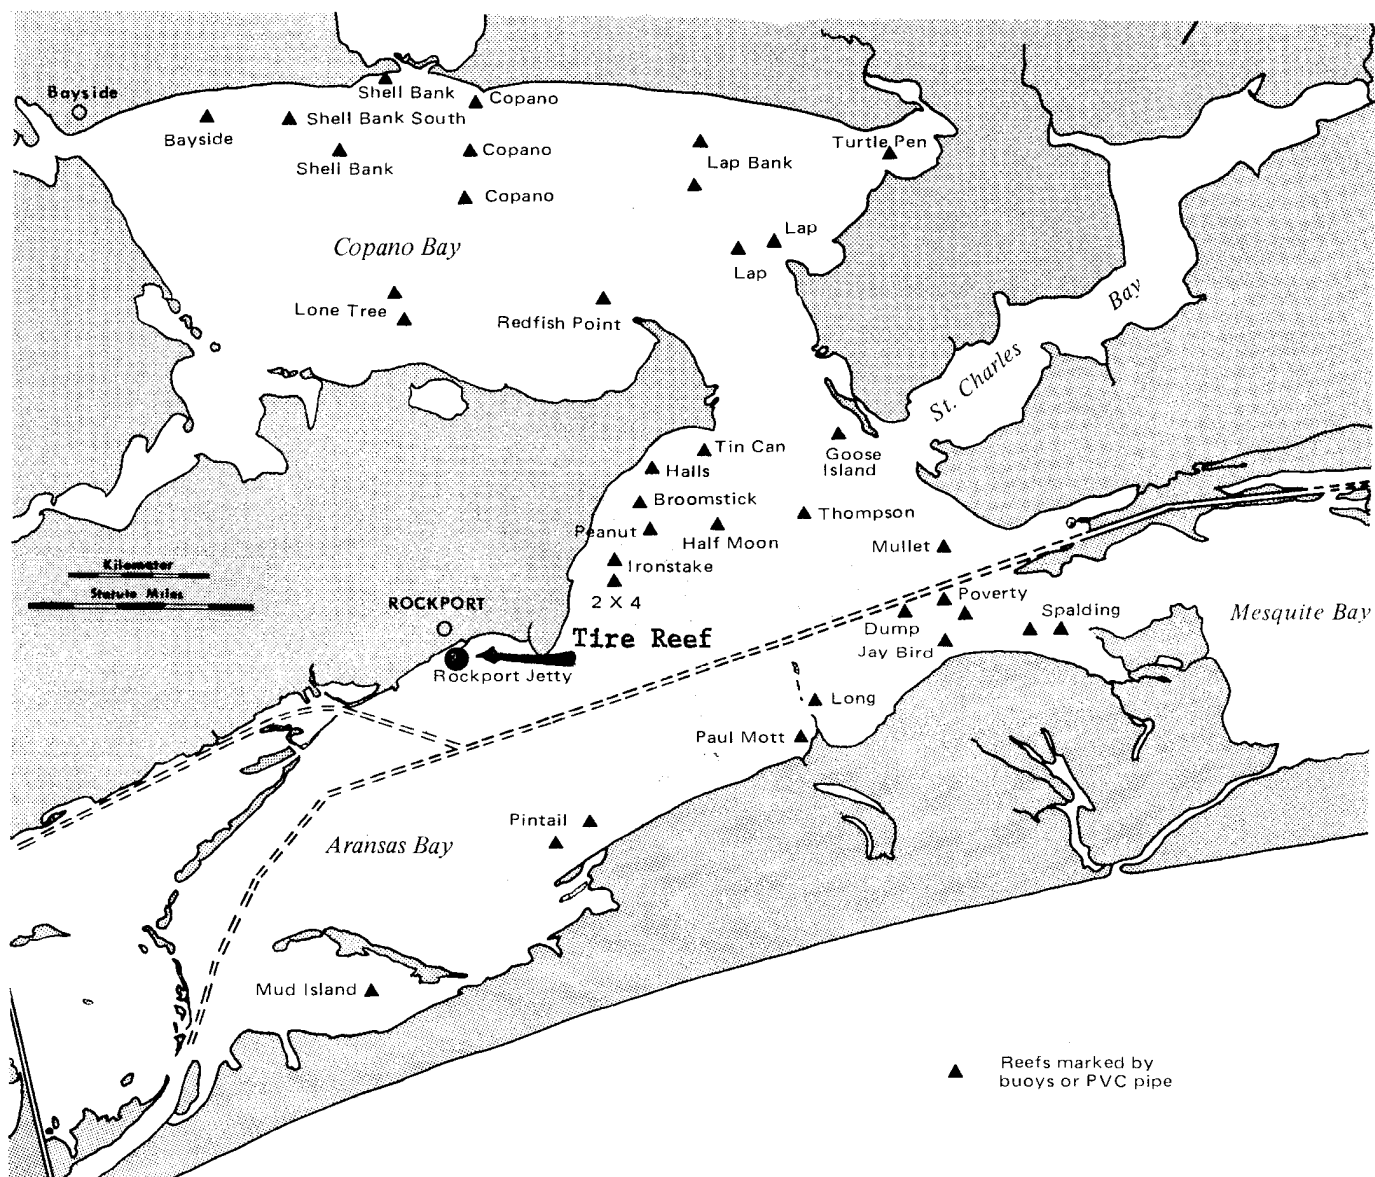 Bayside
Shell Bank
Copano
Bayside
Shell Bank South
Shell Bank
Copano
Copano
Lap Bank
Turtle Pen
Lap
Lap
Copano Bay
Lone Tree
Redfish Point
St. Charles Bay
Tin Can
Goose
Island
Halls
Broomstick
Thompson
Peanut
Half Moon
Mullet
Ironstake
2 X 4
Kilometer
Statute Miles
ROCKPORT
Tire Reef
Rockport Jetty
Poverty
Dump
Jay Bird
Spalding
Mesquite Bay
Long
Paul Mott
Pintail
Aransas Bay
Mud Island
Reefs marked by
buoys or PVC pipe